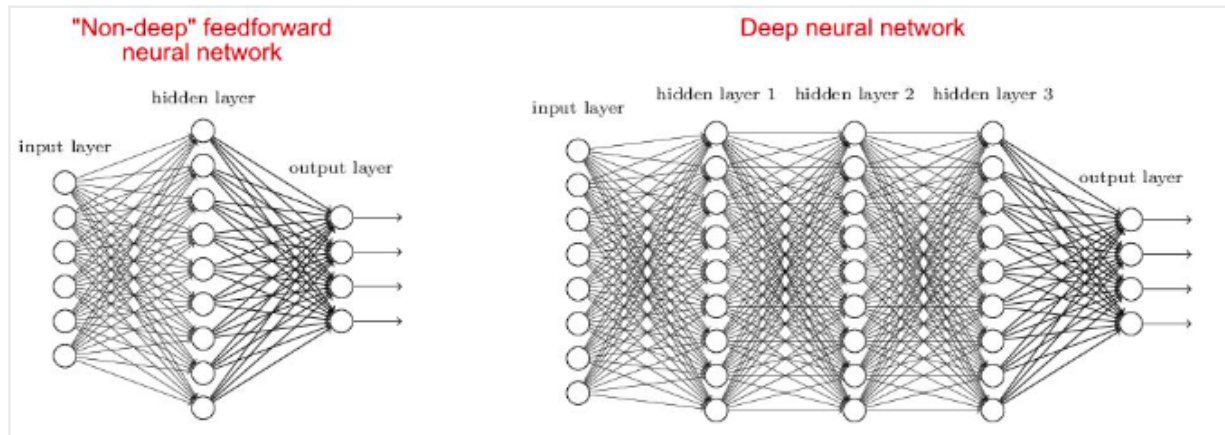 "Non-deep" feedforward
neural network
hidden layer
input layer
output layer
Deep neural network
input layer
hidden layer 1
hidden layer 2
hidden layer 3
output layer